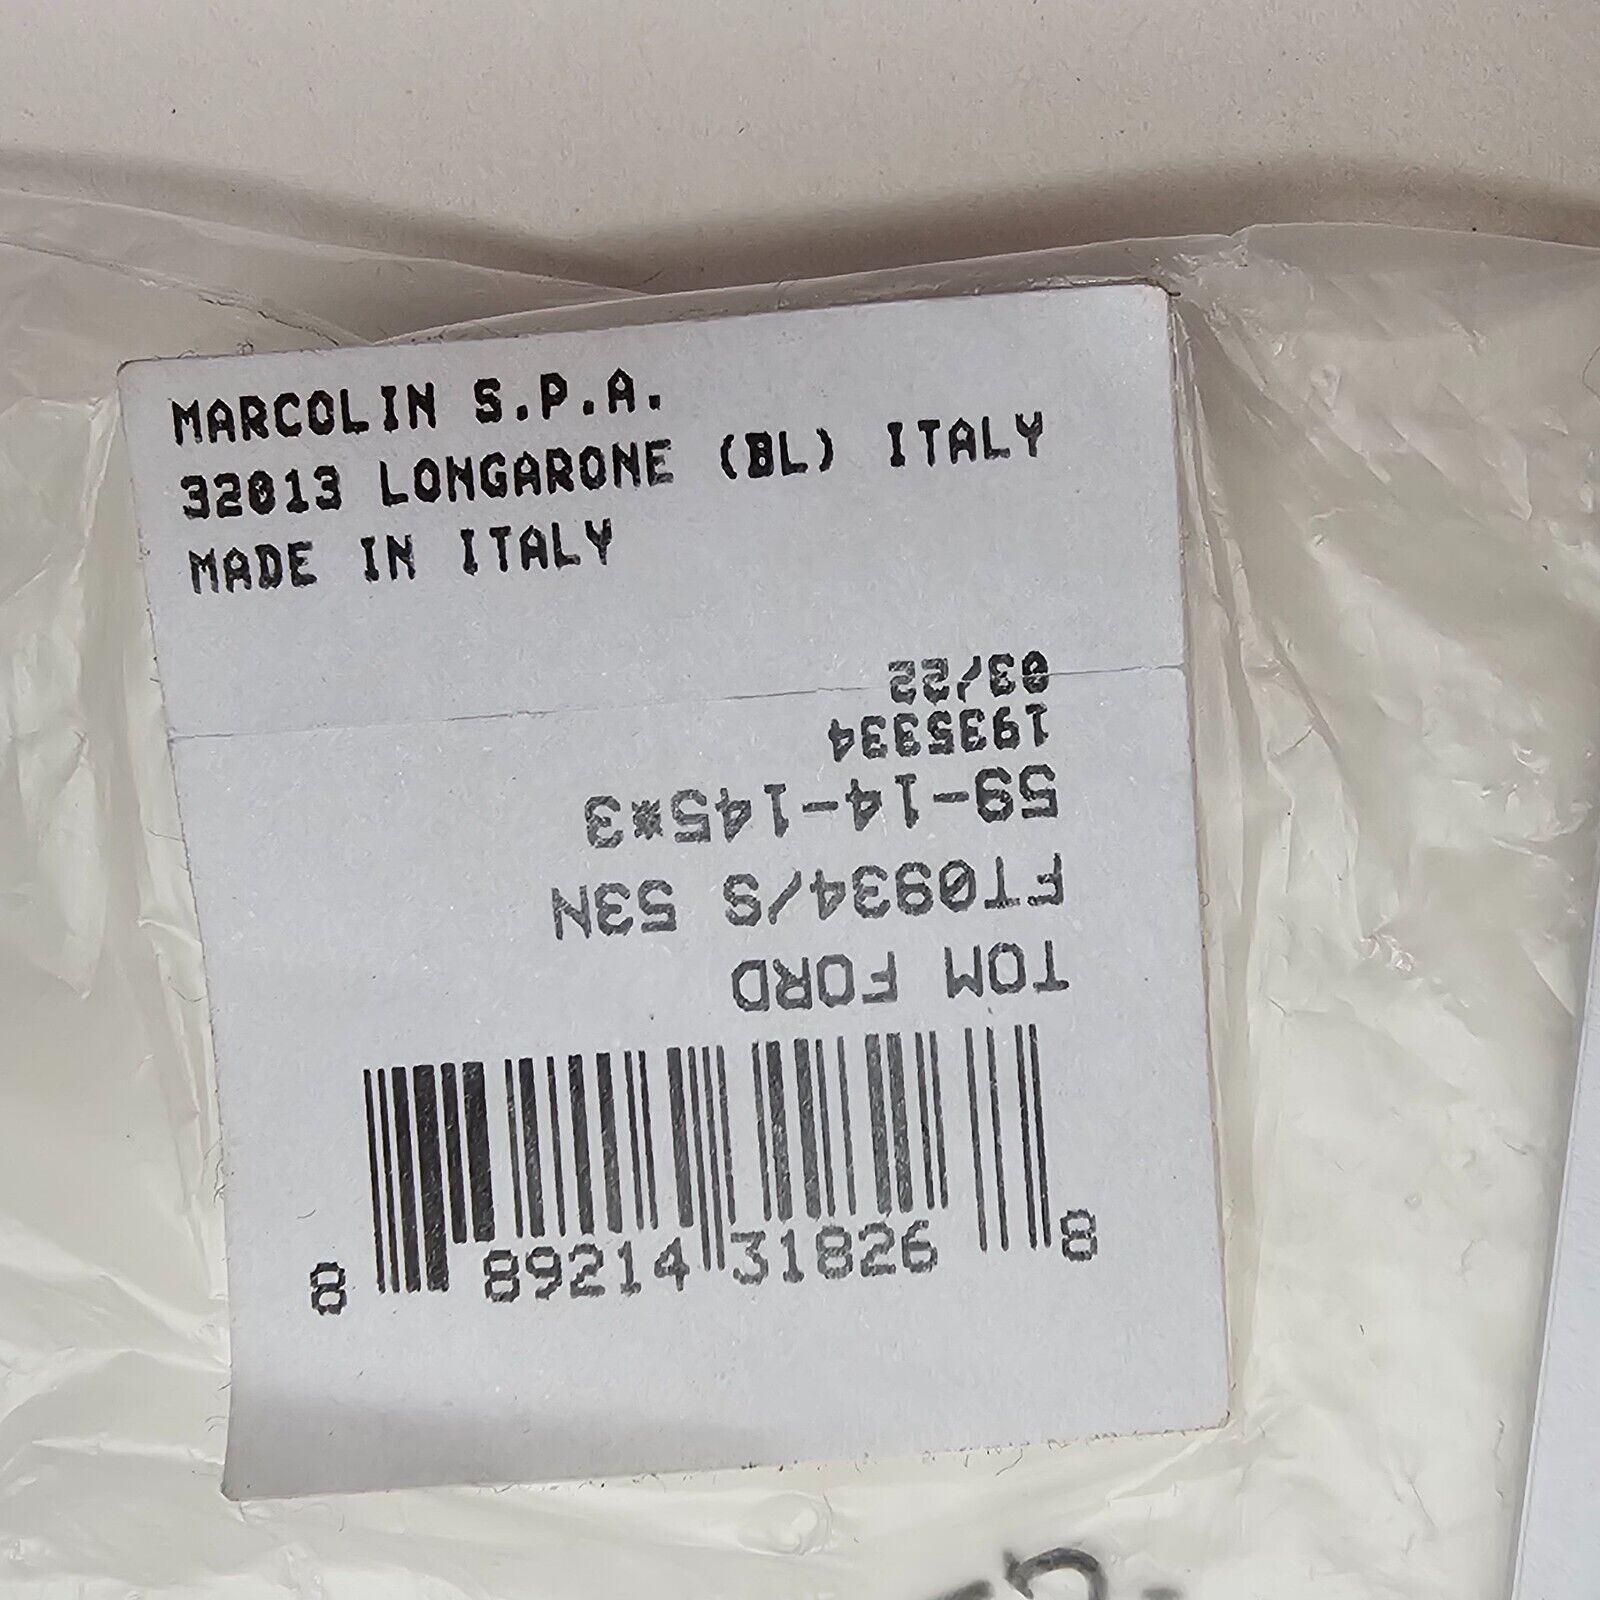 MARCOLIN S.P.A.
32013 LONGARONE (BL) ITALY
MADE IN ITALY
TOM FORD
FT0934/S 53N
59-14-145*3
1935334
03/22
8 89214 31826 8